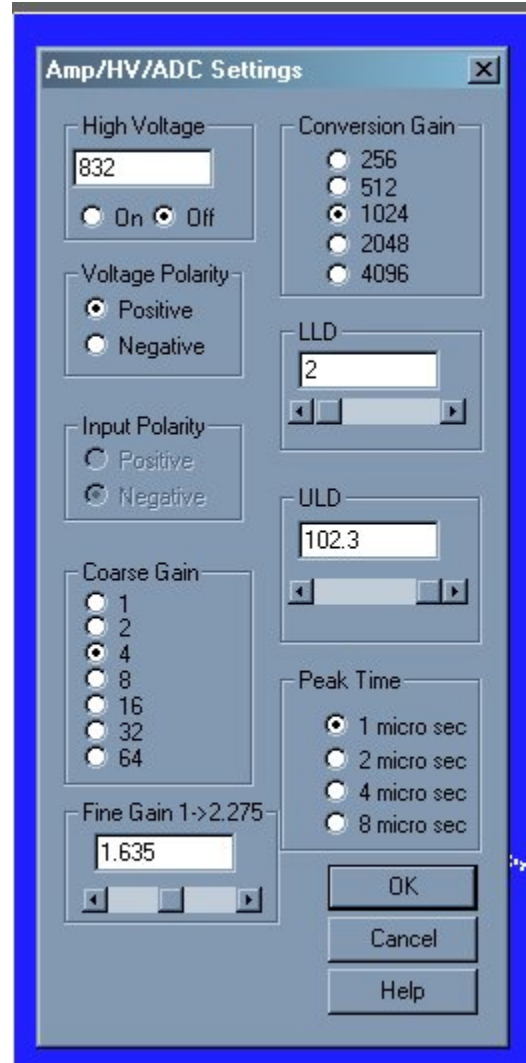 Amp/HV/ADC Settings
High Voltage
832
On Off
Voltage Polarity
Positive
Negative
Input Polarity
Positive
Negative
Coarse Gain
1
2
4
8
16
32
64
Fine Gain 1->2.275
1.635
Conversion Gain
256
512
1024
2048
4096
LLD
2
ULD
102.3
Peak Time
1 micro sec
2 micro sec
4 micro sec
8 micro sec
OK
Cancel
Help